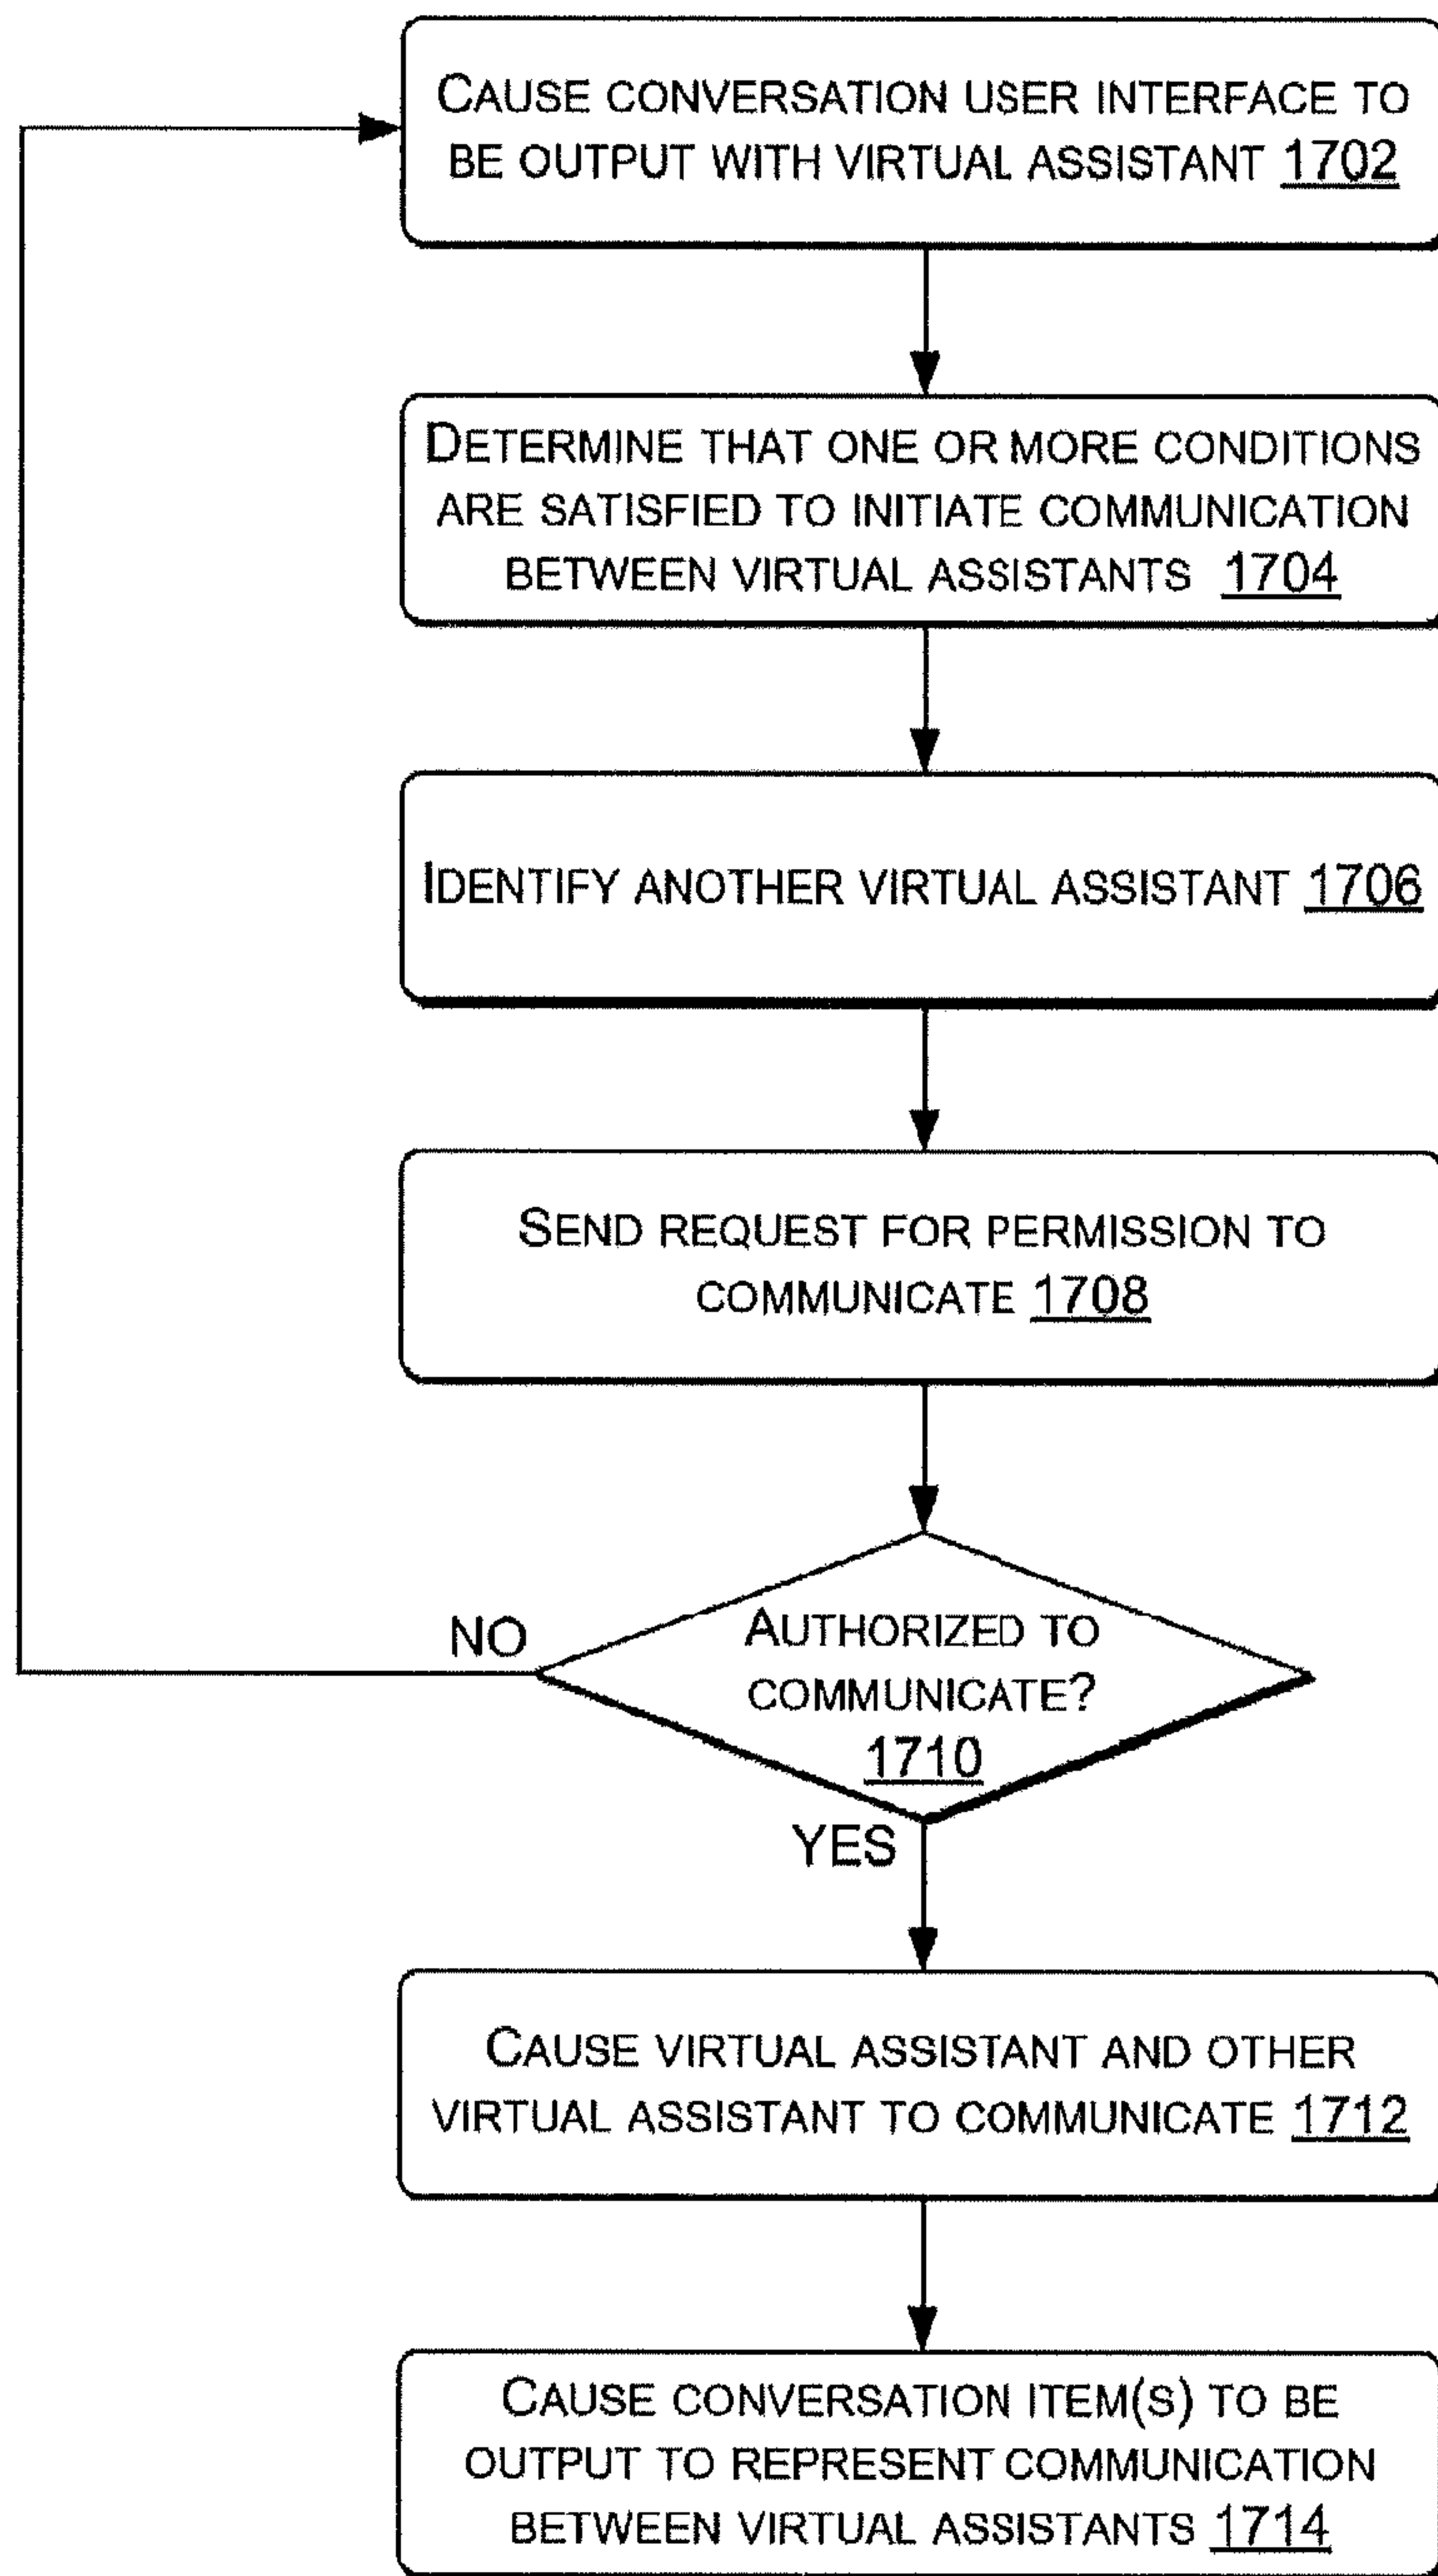 CAUSE CONVERSATION USER INTERFACE TO
BE OUTPUT WITH VIRTUAL ASSISTANT 1702
DETERMINE THAT ONE OR MORE CONDITIONS
ARE SATISFIED TO INITIATE COMMUNICATION
BETWEEN VIRTUAL ASSISTANTS 1704
IDENTIFY ANOTHER VIRTUAL ASSISTANT 1706
SEND REQUEST FOR PERMISSION TO
COMMUNICATE 1708
NO
AUTHORIZED TO
COMMUNICATE?
1710
YES
CAUSE VIRTUAL ASSISTANT AND OTHER
VIRTUAL ASSISTANT TO COMMUNICATE 1712
CAUSE CONVERSATION ITEM(S) TO BE
OUTPUT TO REPRESENT COMMUNICATION
BETWEEN VIRTUAL ASSISTANTS 1714